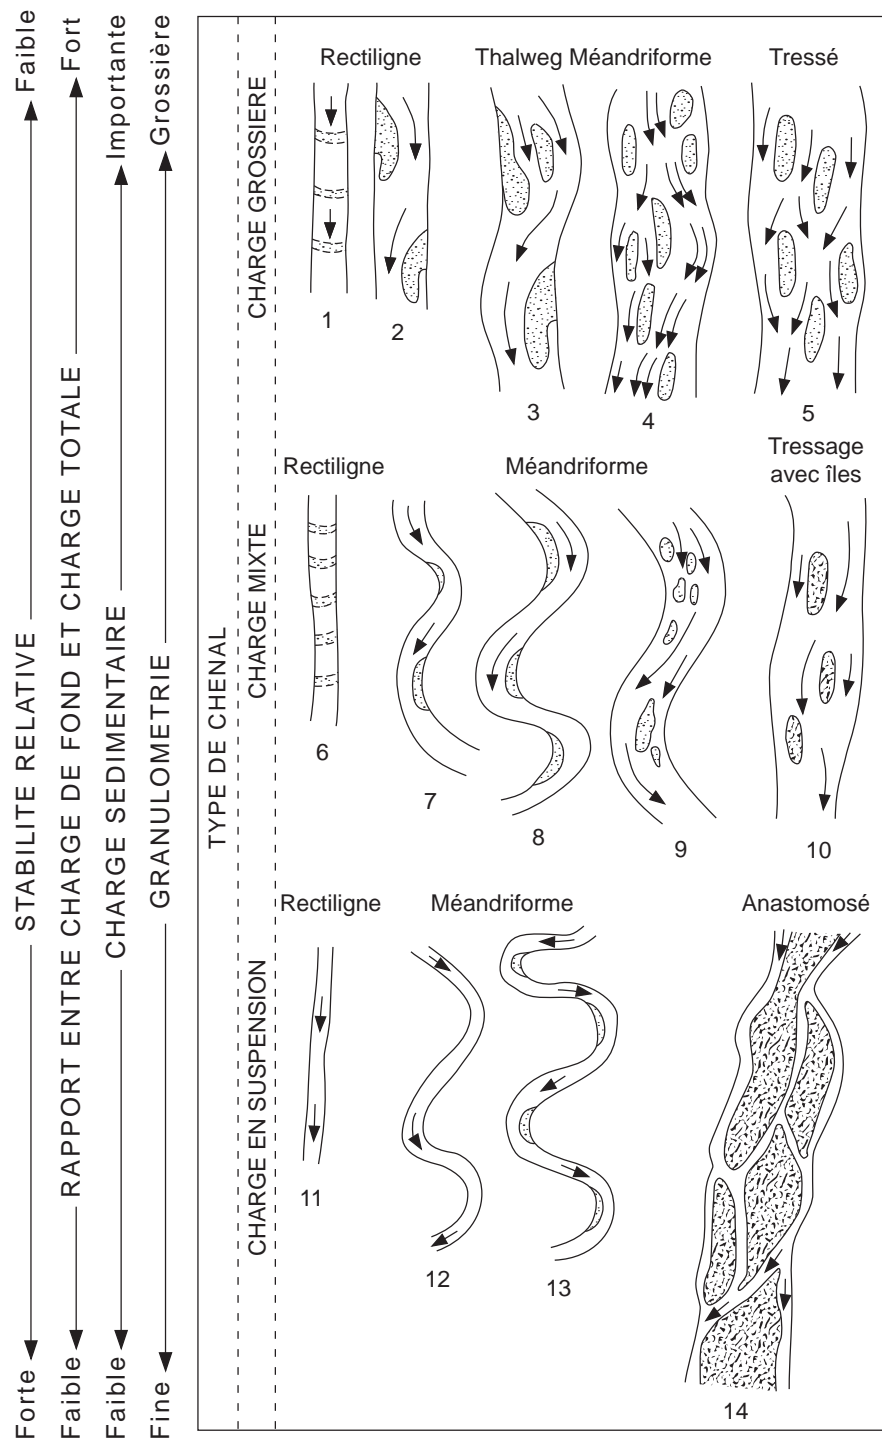 Faible
STABILITE RELATIVE
Forte
Fort
RAPPORT ENTRE CHARGE DE FOND ET CHARGE TOTALE
Faible
Importante
CHARGE SEDIMENTAIRE
Faible
Grossière
GRANULOMETRIE
Fine
TYPE DE CHENAL
CHARGE GROSSIERE
Rectiligne
Thalweg Méandriforme
Tressé
1
2
3
4
5
CHARGE MIXTE
Rectiligne
Méandriforme
Tressage
avec îles
6
7
8
9
10
CHARGE EN SUSPENSION
Rectiligne
Méandriforme
Anastomosé
11
12
13
14